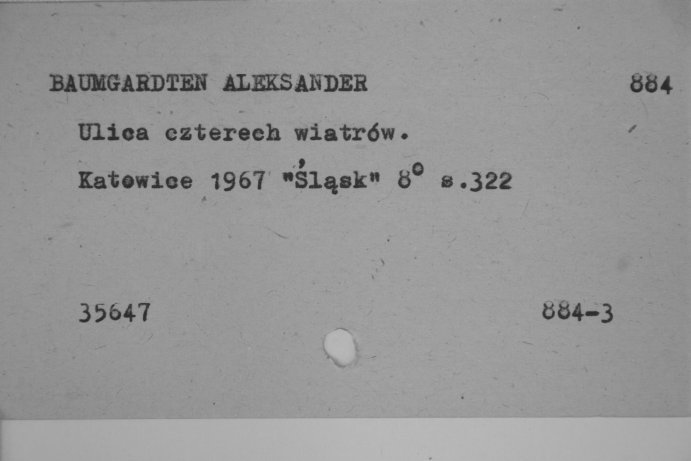 BAUMGARDTEN ALEKSANDER 884
Ulica czterech wiatrów.
Katowice 1967 "Śląsk" 8° s.322
35647 884-3